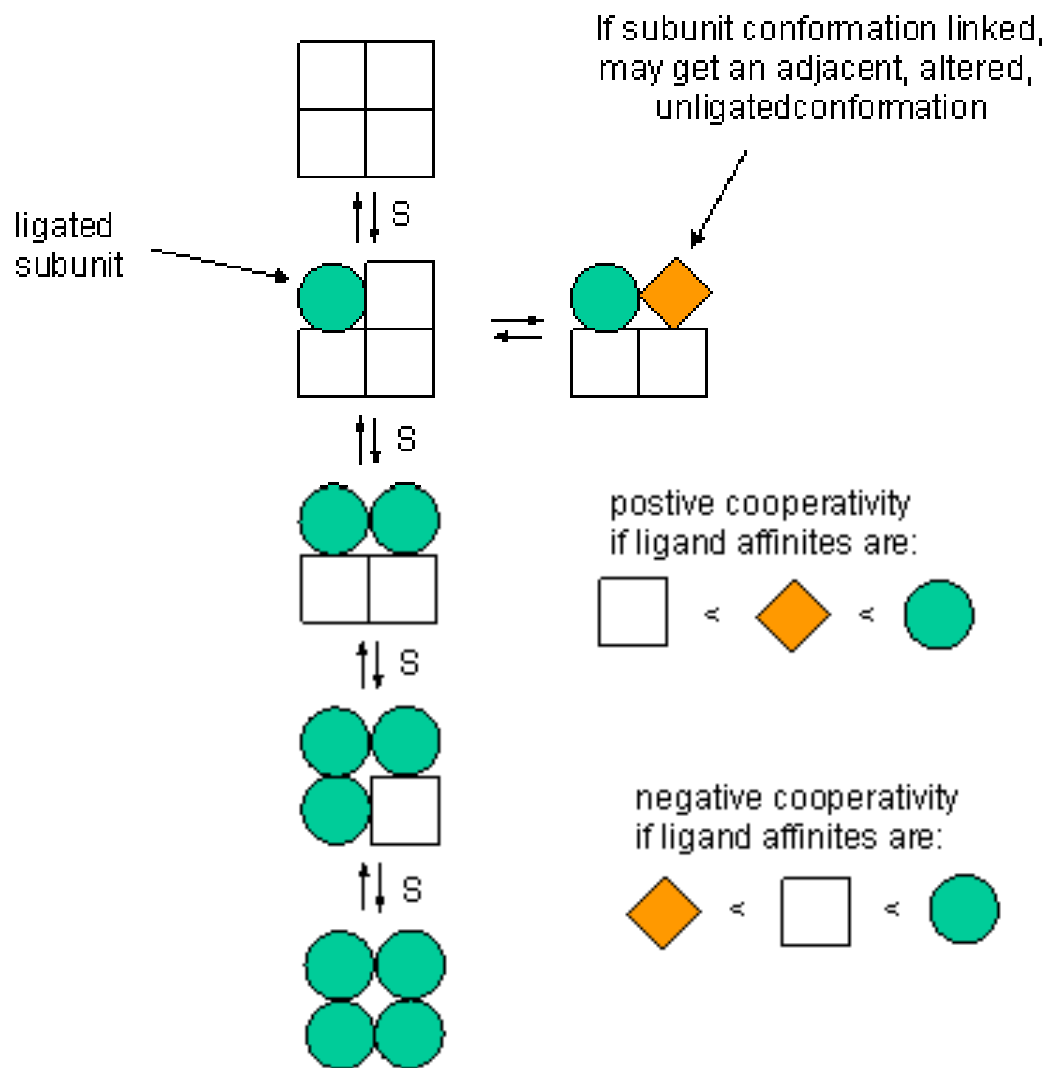 If subunit conformation linked,
may get an adjacent, altered,
unligatedconformation
S
ligated
subunit
S
postive cooperativity
if ligand affinites are:
< <
S
negative cooperativity
if ligand affinites are:
< <
S